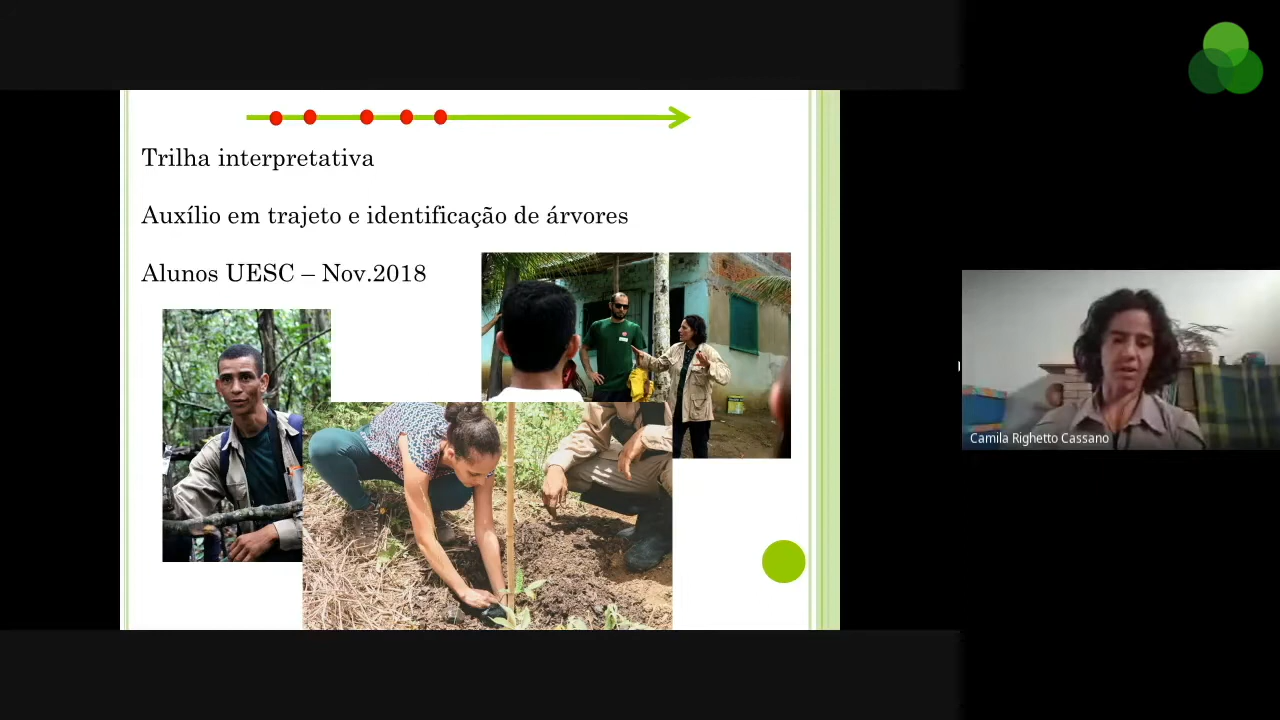 Trilha interpretativa
Auxílio em trajeto e identificação de árvores
Alunos UESC – Nov.2018
Camila Righetto Cassano